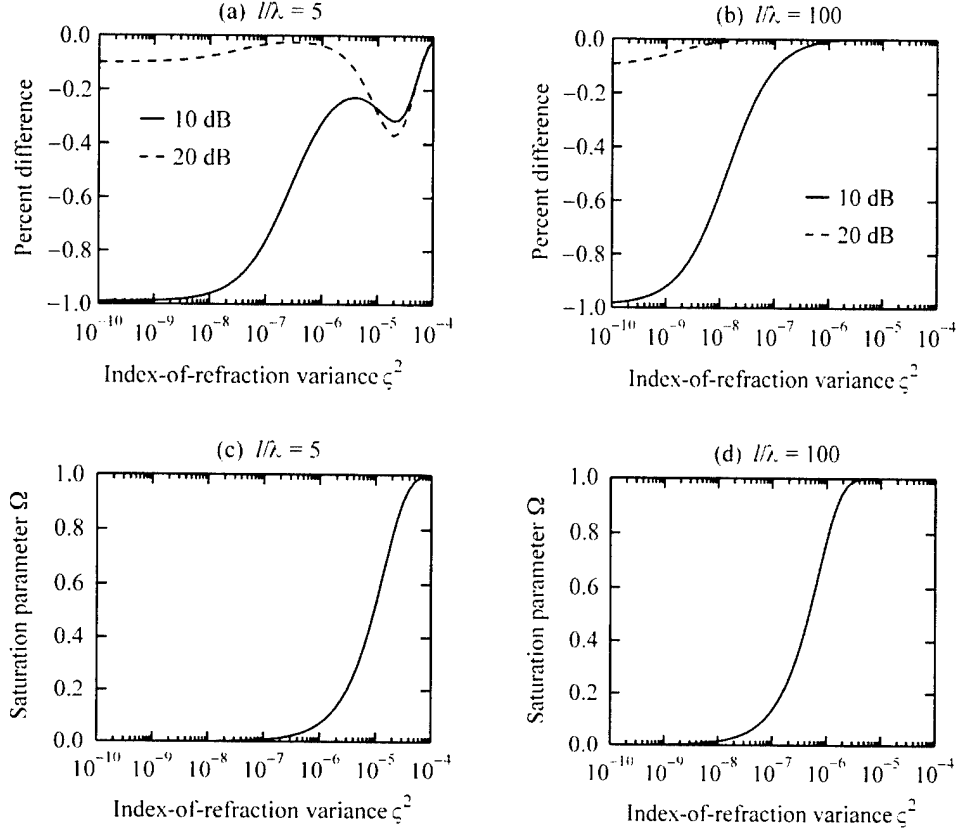 (a) l/λ = 5
0.0
−0.2
−0.4
−0.6
−0.8
−1.0
Percent difference
10 dB
20 dB
10⁻¹⁰ 10⁻⁹ 10⁻⁸ 10⁻⁷ 10⁻⁶ 10⁻⁵ 10⁻⁴
Index-of-refraction variance ς²
(b) l/λ = 100
0.0
−0.2
−0.4
−0.6
−0.8
−1.0
Percent difference
10 dB
20 dB
10⁻¹⁰ 10⁻⁹ 10⁻⁸ 10⁻⁷ 10⁻⁶ 10⁻⁵ 10⁻⁴
Index-of-refraction variance ς²
(c) l/λ = 5
1.0
0.8
0.6
0.4
0.2
0.0
Saturation parameter Ω
10⁻¹⁰ 10⁻⁹ 10⁻⁸ 10⁻⁷ 10⁻⁶ 10⁻⁵ 10⁻⁴
Index-of-refraction variance ς²
(d) l/λ = 100
1.0
0.8
0.6
0.4
0.2
0.0
Saturation parameter Ω
10⁻¹⁰ 10⁻⁹ 10⁻⁸ 10⁻⁷ 10⁻⁶ 10⁻⁵ 10⁻⁴
Index-of-refraction variance ς²